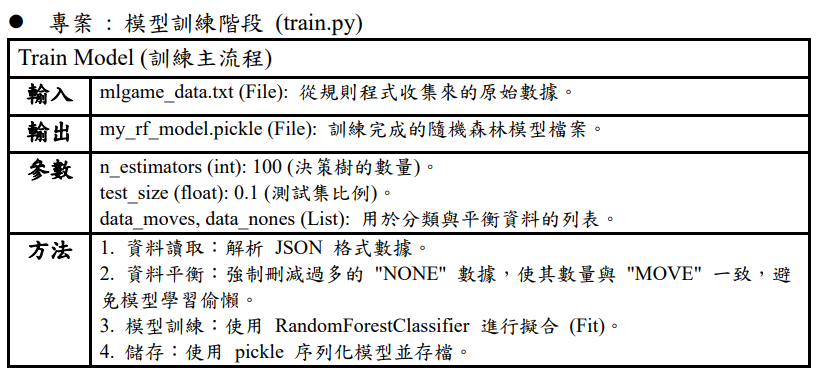 ● 專案：模型訓練階段 (train.py)
Train Model (訓練主流程)
輸入 mlgame_data.txt (File): 從規則程式收集來的原始數據。
輸出 my_rf_model.pickle (File): 訓練完成的隨機森林模型檔案。
參數 n_estimators (int): 100 (決策樹的數量)。
test_size (float): 0.1 (測試集比例)。
data_moves, data_nones (List): 用於分類與平衡資料的列表。
方法 1. 資料讀取：解析 JSON 格式數據。
2. 資料平衡：強制刪減過多的 "NONE" 數據，使其數量與 "MOVE" 一致，避
免模型學習偷懶。
3. 模型訓練：使用 RandomForestClassifier 進行擬合 (Fit)。
4. 儲存：使用 pickle 序列化模型並存檔。